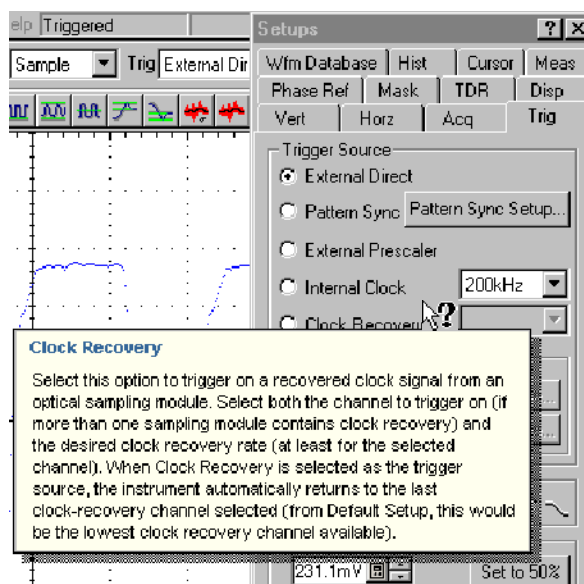 elp Triggered
Setups
Sample Trig External Dir
Wfm Database Hist Cursor Meas
Phase Ref Mask TDR Disp
Vert Horz Acq Trig
Trigger Source
External Direct
Pattern Sync Pattern Sync Setup...
External Prescaler
Internal Clock 200kHz
Clock Recovery
Clock Recovery
Select this option to trigger on a recovered clock signal from an
optical sampling module. Select both the channel to trigger on (if
more than one sampling module contains clock recovery) and
the desired clock recovery rate (at least for the selected
channel). When Clock Recovery is selected as the trigger
source, the instrument automatically returns to the last
clock-recovery channel selected (from Default Setup, this would
be the lowest clock recovery channel available).
231.1mV Set to 50%